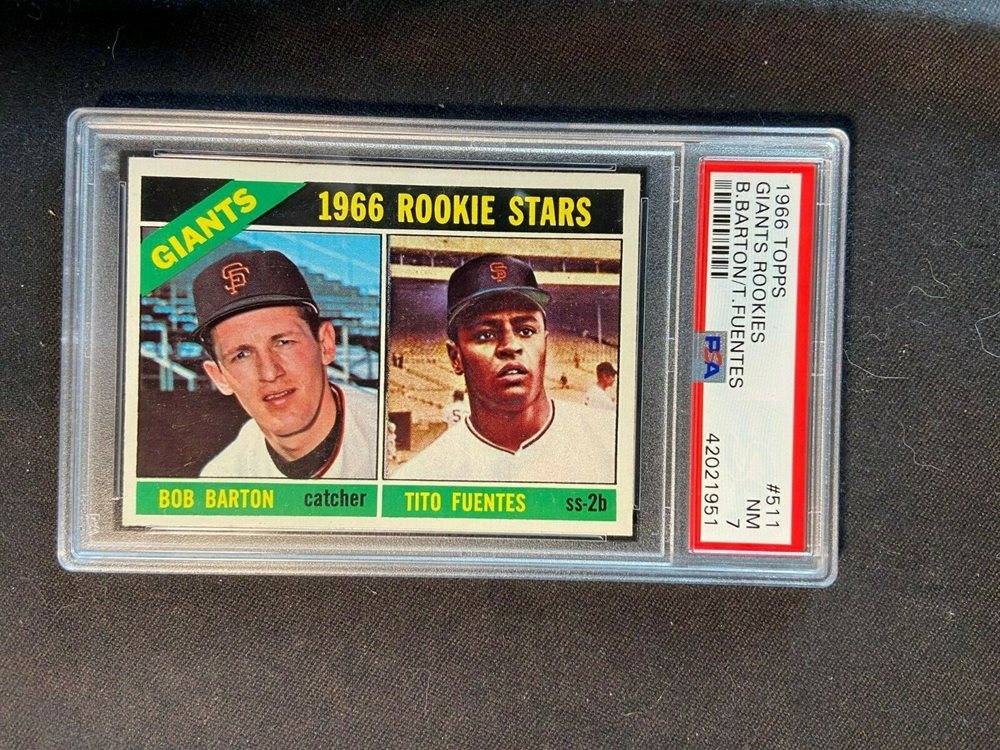 GIANTS
1966 ROOKIE STARS
SF
SF
BOB BARTON catcher
TITO FUENTES ss-2b
1966 TOPPS #511
GIANTS ROOKIES NM
B.BARTON/T.FUENTES 7
PSA 42021951